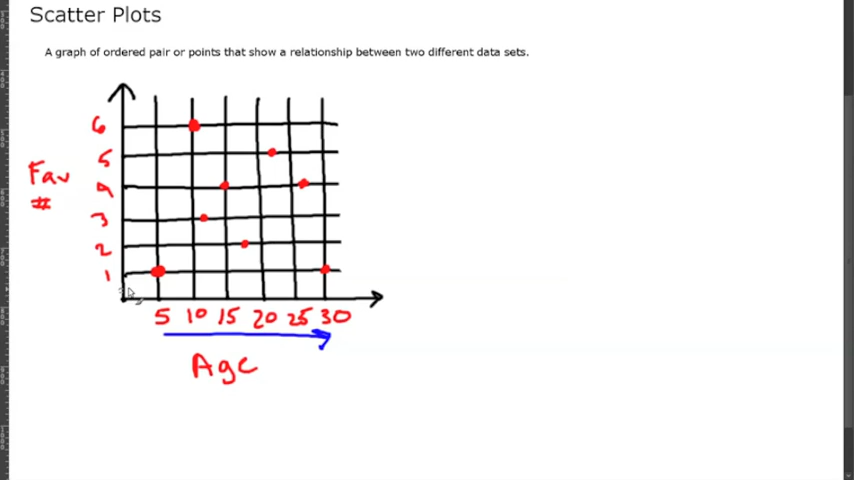 Scatter Plots
A graph of ordered pair or points that show a relationship between two different data sets.
6
5
Fav
4
#
3
2
1
5 10 15 20 25 30
Age